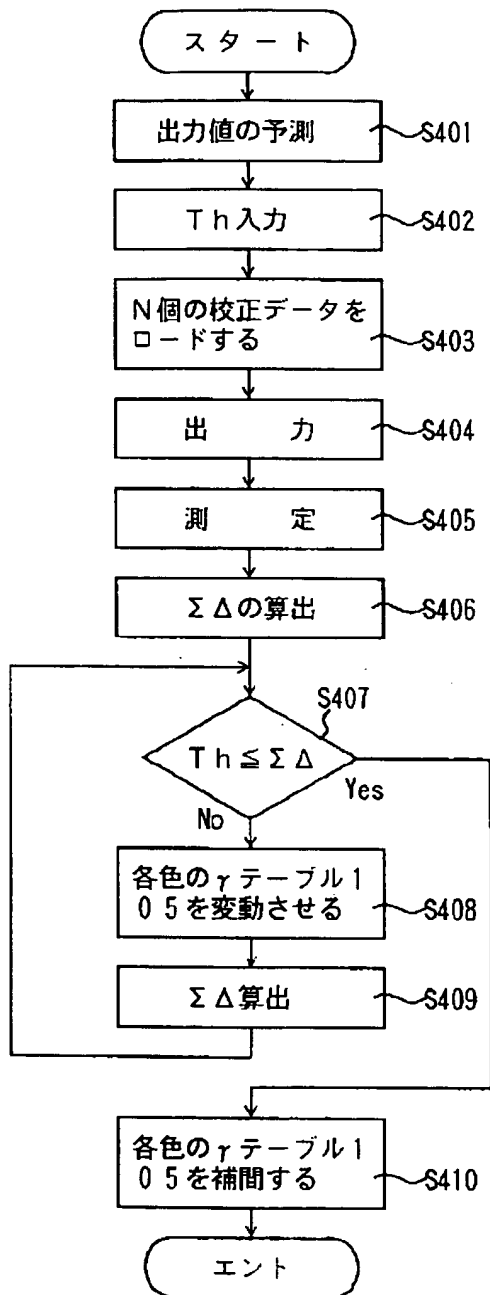 スタート
出力値の予測
S401
Th入力
S402
N個の校正データを
ロードする
S403
出　力
S404
測　定
S405
ΣΔの算出
S406
S407
Th≦ΣΔ
Yes
No
各色のγテーブル1
05を変動させる
S408
ΣΔ算出
S409
各色のγテーブル1
05を補間する
S410
エント